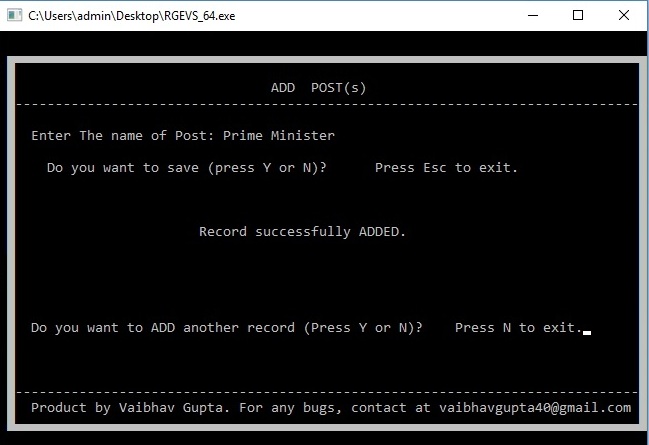 C:\Users\admin\Desktop\RGEVS_64.exe
ADD POST(s)
Enter The name of Post: Prime Minister
Do you want to save (press Y or N)? Press Esc to exit.
Record successfully ADDED.
Do you want to ADD another record (Press Y or N)? Press N to exit.
Product by Vaibhav Gupta. For any bugs, contact at vaibhavgupta40@gmail.com